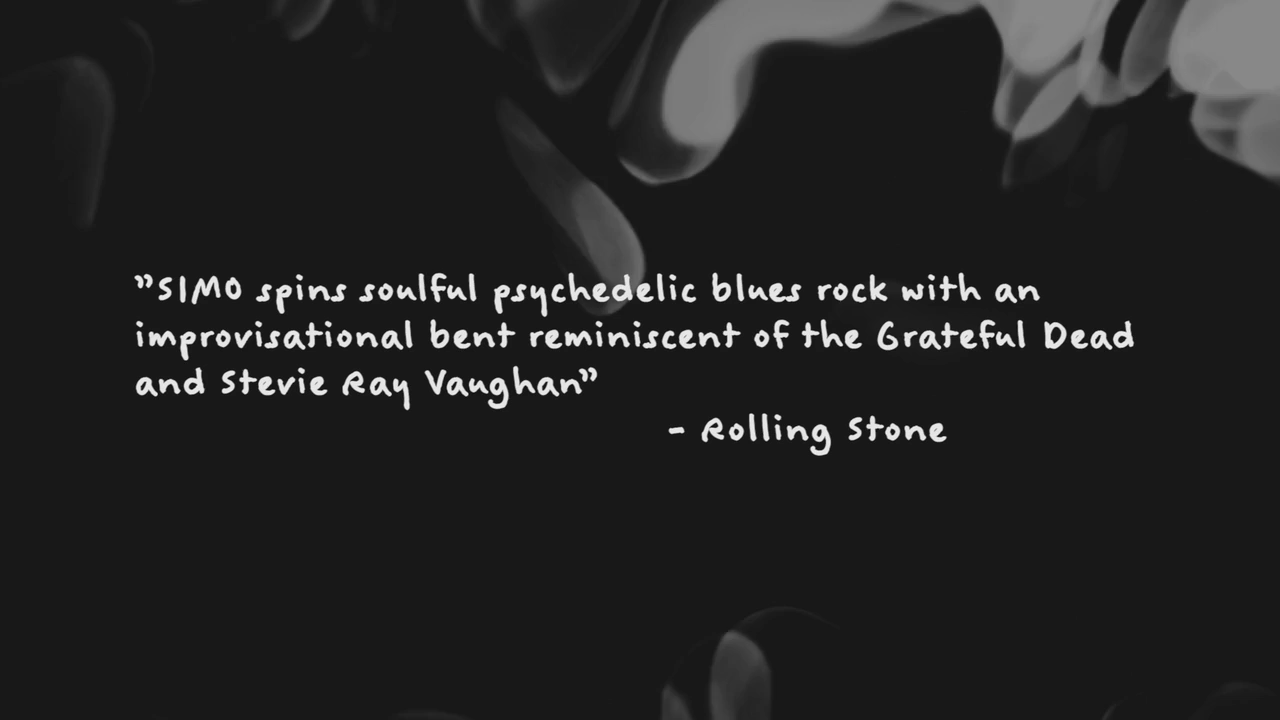 ”SIMO spins soulful psychedelic blues rock with an
improvisational bent reminiscent of the Grateful Dead
and Stevie Ray Vaughan”
- Rolling Stone